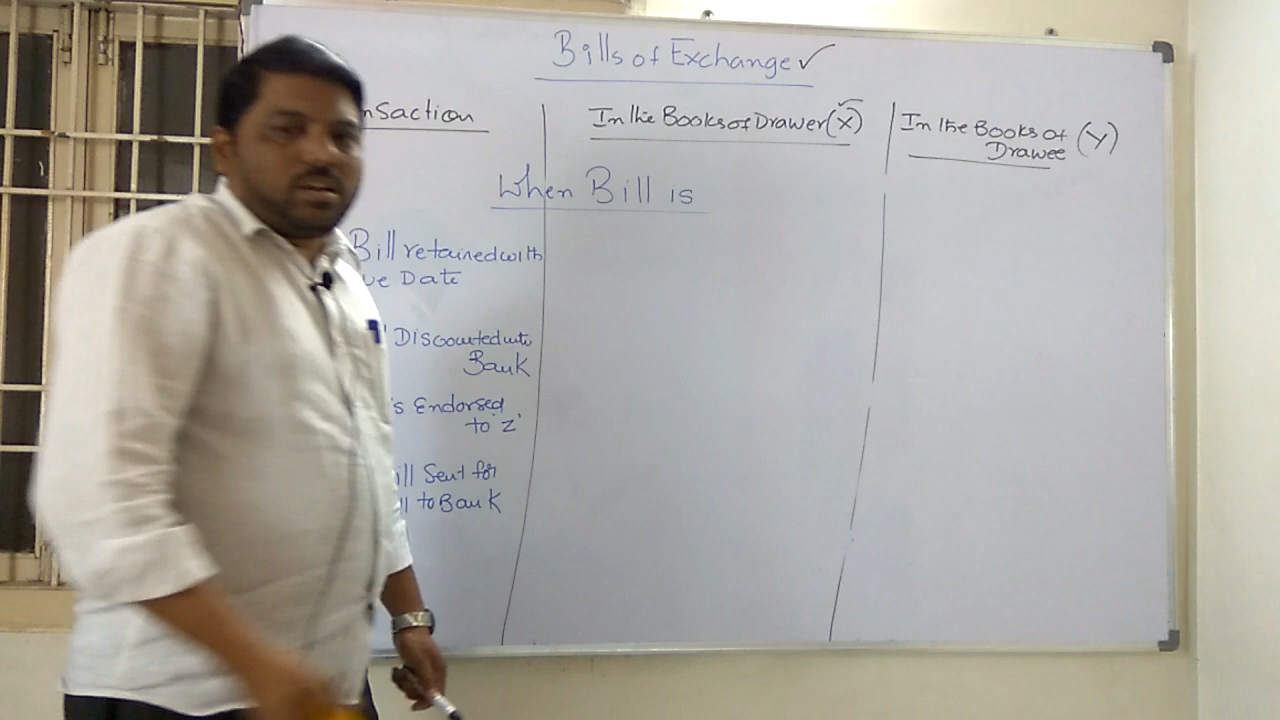 Bills of Exchange ✓
nsaction
In the Books of Drawer (X)
In the Books of (Y)
Drawee
When Bill is
Bill retained with
ue Date
Discounted with
Bank
s Endorsed
to 'Z'
ill Sent for
ll to Bank